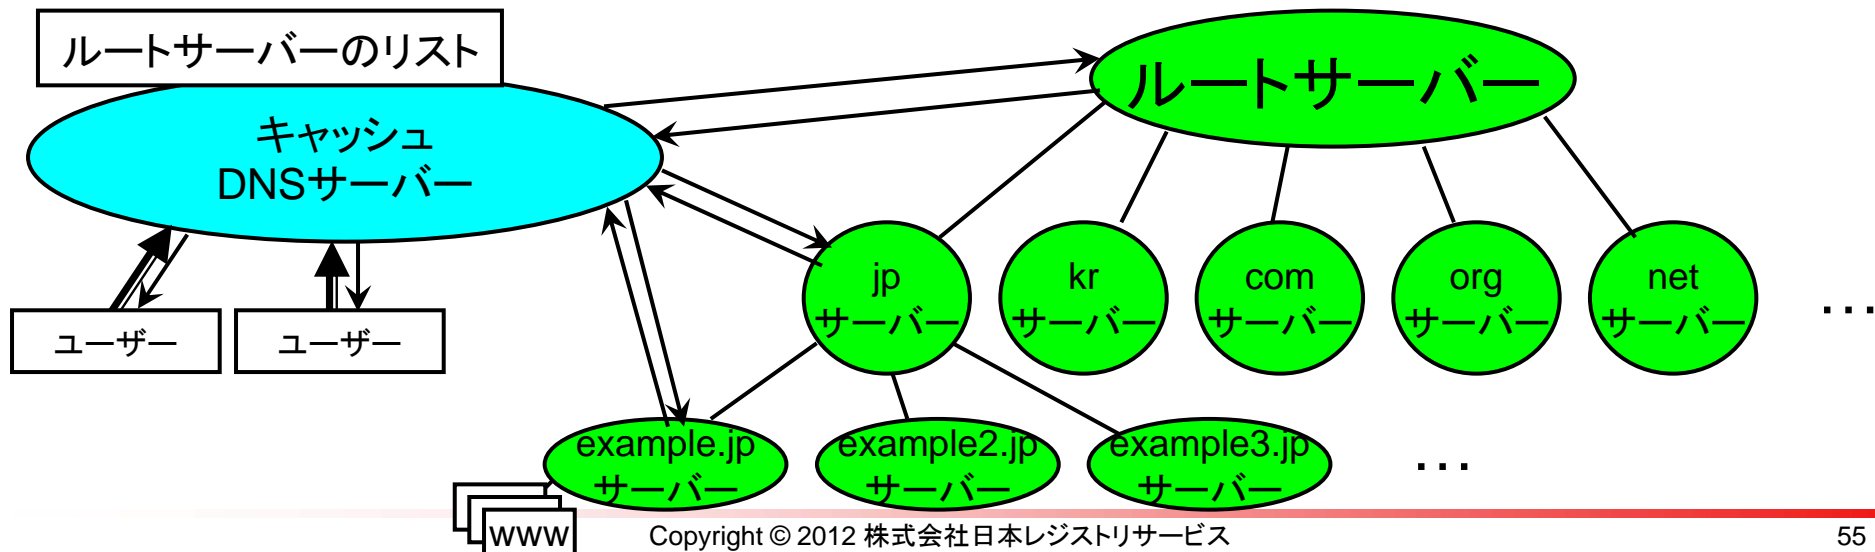 ルートサーバーのリスト
ルートサーバー
キャッシュ
DNSサーバー
jp
サーバー
kr
サーバー
com
サーバー
org
サーバー
net
サーバー
…
ユーザー
ユーザー
example.jp
サーバー
example2.jp
サーバー
example3.jp
サーバー
…
www
Copyright © 2012 株式会社日本レジストリサービス
55